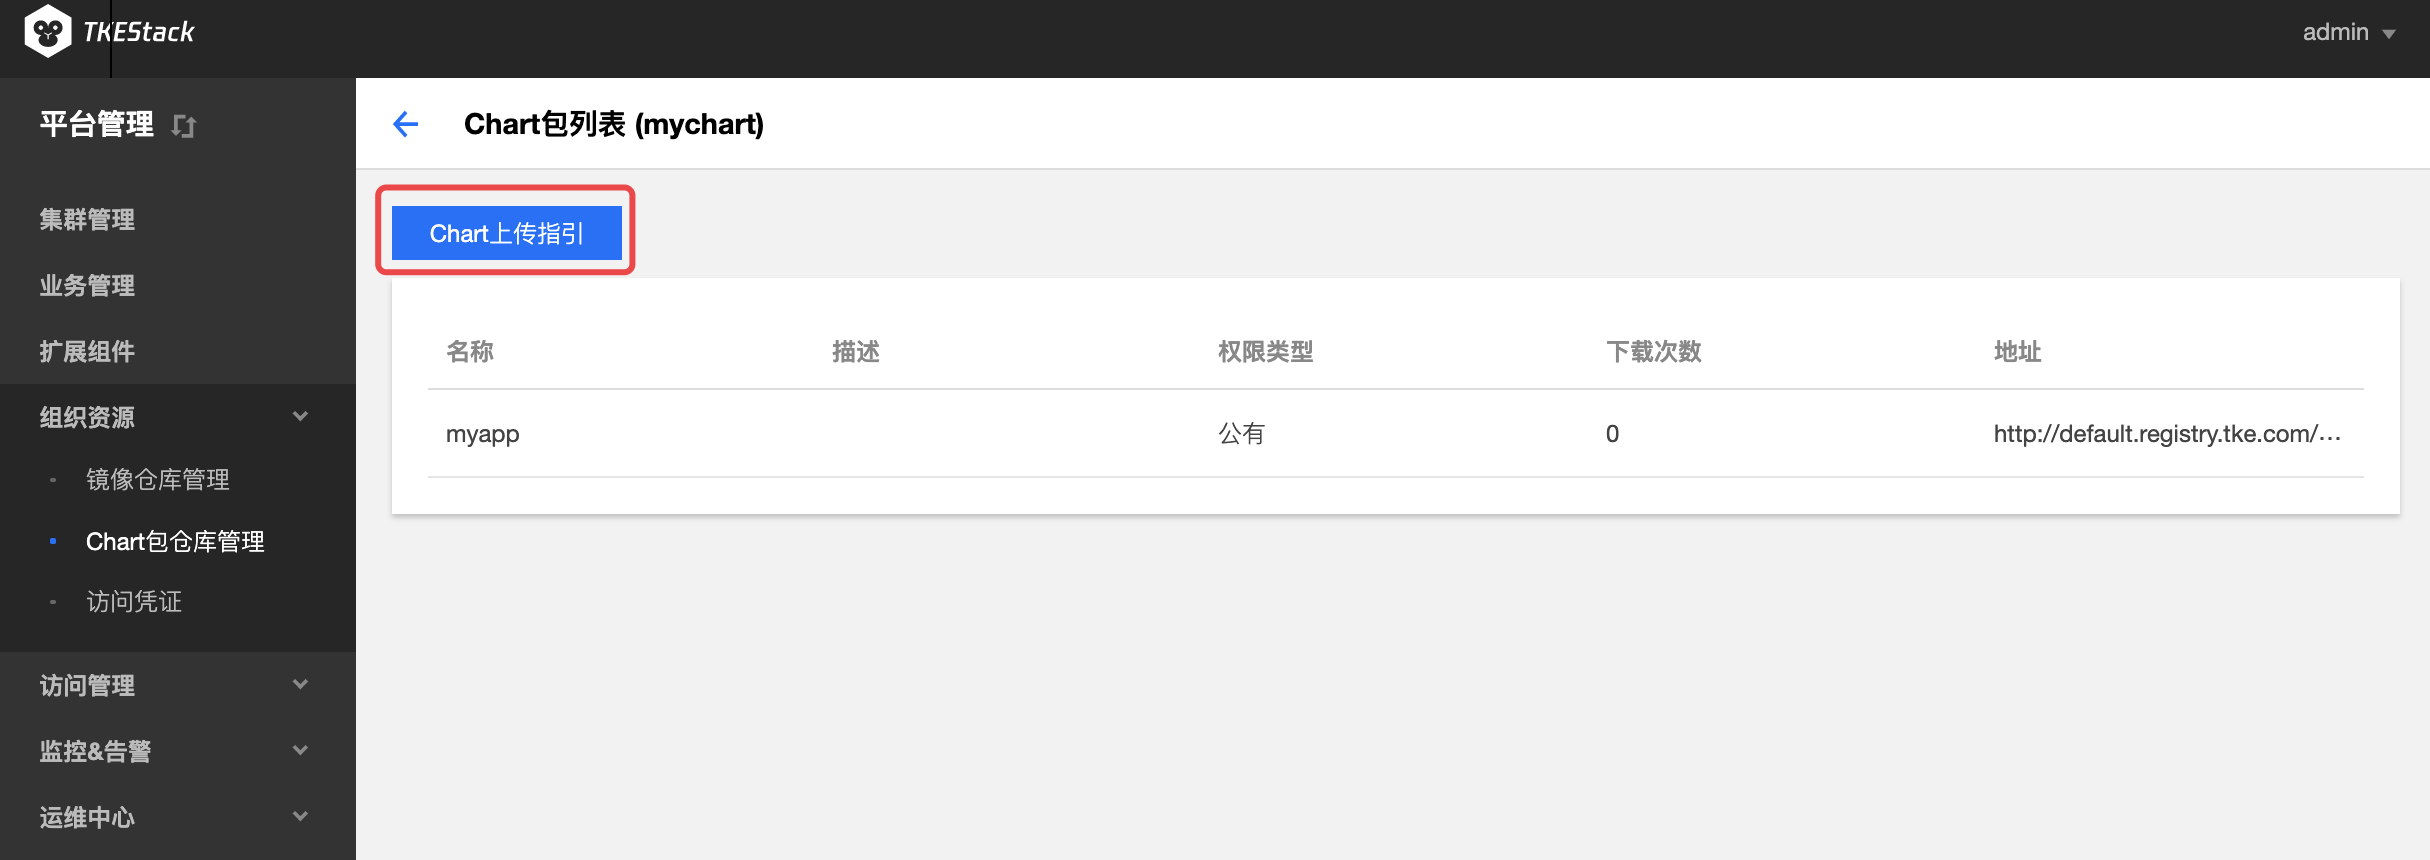 TKEStack
admin
平台管理
集群管理
业务管理
扩展组件
组织资源
镜像仓库管理
Chart包仓库管理
访问凭证
访问管理
监控&告警
运维中心
Chart包列表 (mychart)
Chart上传指引
名称 描述 权限类型 下载次数 地址
myapp 公有 0 http://default.registry.tke.com/...